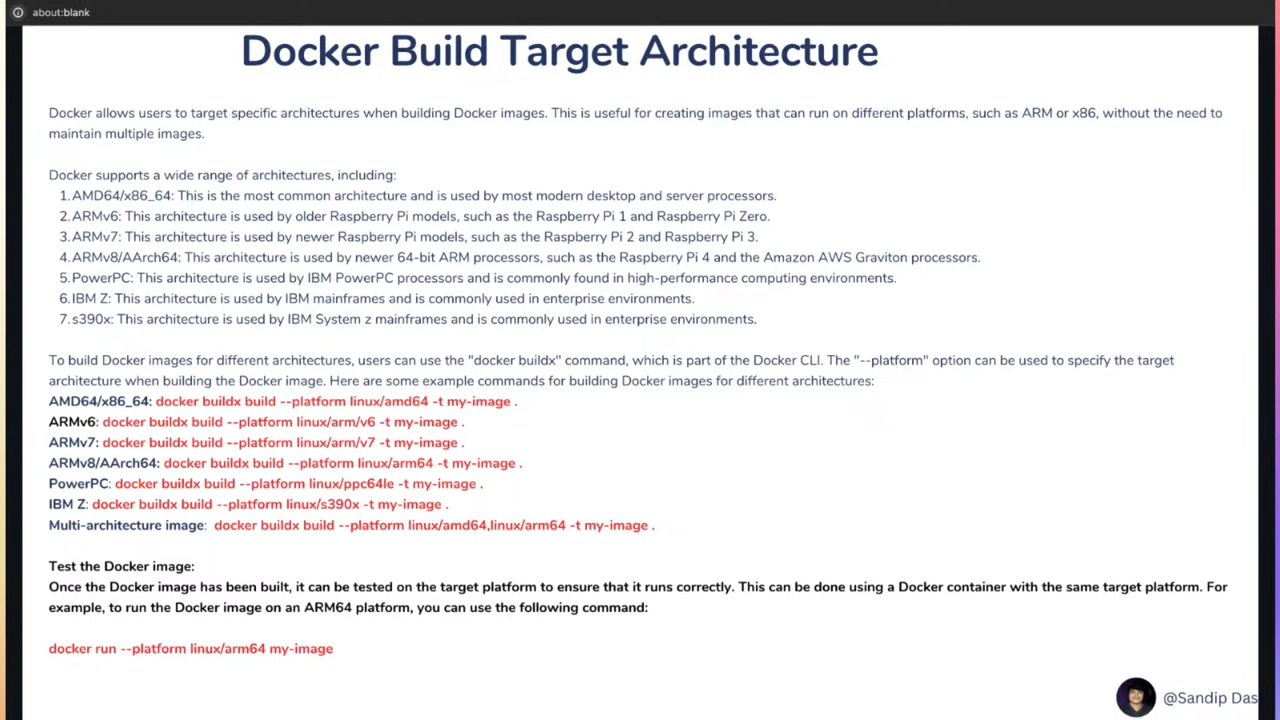 about:blank
Docker Build Target Architecture
Docker allows users to target specific architectures when building Docker images. This is useful for creating images that can run on different platforms, such as ARM or x86, without the need to
maintain multiple images.
Docker supports a wide range of architectures, including:
1. AMD64/x86_64: This is the most common architecture and is used by most modern desktop and server processors.
2. ARMv6: This architecture is used by older Raspberry Pi models, such as the Raspberry Pi 1 and Raspberry Pi Zero.
3. ARMv7: This architecture is used by newer Raspberry Pi models, such as the Raspberry Pi 2 and Raspberry Pi 3.
4. ARMv8/AArch64: This architecture is used by newer 64-bit ARM processors, such as the Raspberry Pi 4 and the Amazon AWS Graviton processors.
5. PowerPC: This architecture is used by IBM PowerPC processors and is commonly found in high-performance computing environments.
6. IBM Z: This architecture is used by IBM mainframes and is commonly used in enterprise environments.
7. s390x: This architecture is used by IBM System z mainframes and is commonly used in enterprise environments.
To build Docker images for different architectures, users can use the "docker buildx" command, which is part of the Docker CLI. The "--platform" option can be used to specify the target
architecture when building the Docker image. Here are some example commands for building Docker images for different architectures:
AMD64/x86_64: docker buildx build --platform linux/amd64 -t my-image .
ARMv6: docker buildx build --platform linux/arm/v6 -t my-image .
ARMv7: docker buildx build --platform linux/arm/v7 -t my-image .
ARMv8/AArch64: docker buildx build --platform linux/arm64 -t my-image .
PowerPC: docker buildx build --platform linux/ppc64le -t my-image .
IBM Z: docker buildx build --platform linux/s390x -t my-image .
Multi-architecture image: docker buildx build --platform linux/amd64,linux/arm64 -t my-image .
Test the Docker image:
Once the Docker image has been built, it can be tested on the target platform to ensure that it runs correctly. This can be done using a Docker container with the same target platform. For
example, to run the Docker image on an ARM64 platform, you can use the following command:
docker run --platform linux/arm64 my-image
@Sandip Das